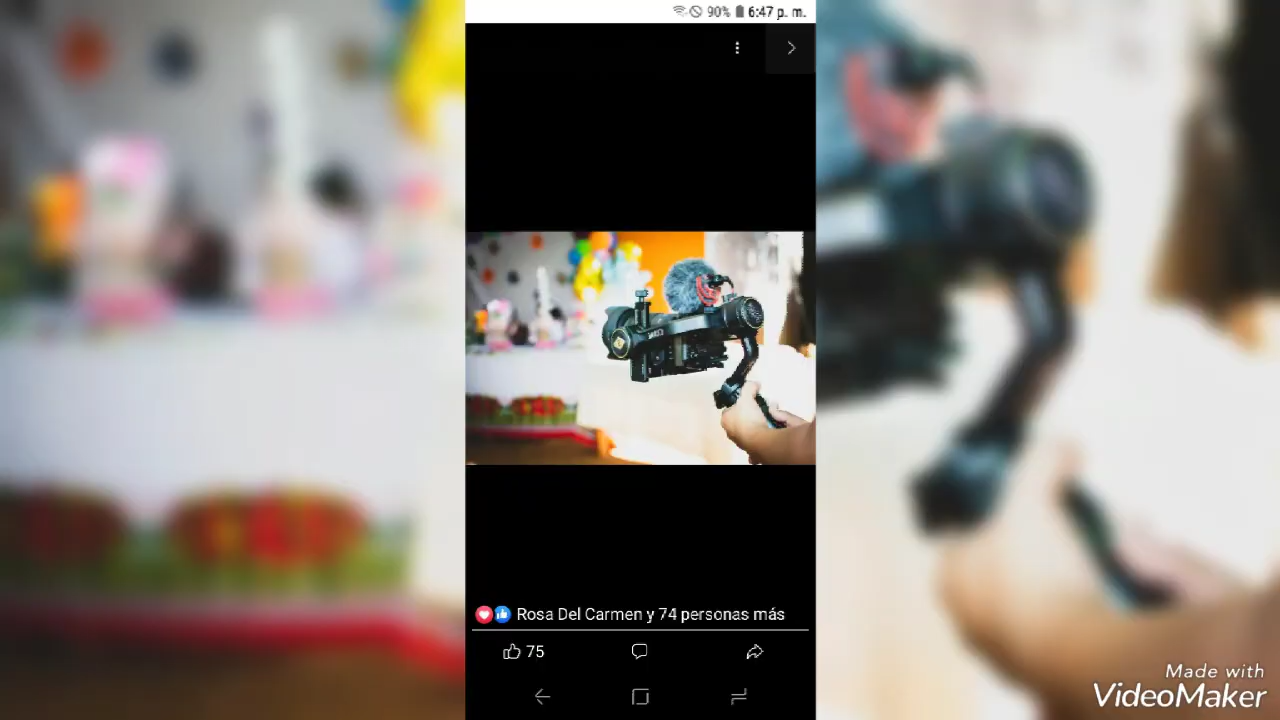 90% 6:47 p. m.
Rosa Del Carmen y 74 personas más
75
Made with
VideoMaker